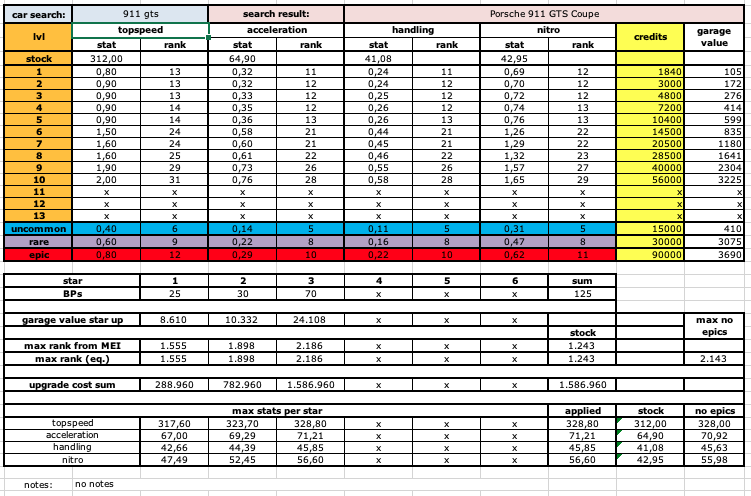 car search: 911 gts search result: Porsche 911 GTS Coupe
lvl topspeed acceleration handling nitro credits garage value
stat rank stat rank stat rank stat rank
stock 312,00 64,90 41,08 42,95
1 0,80 13 0,32 11 0,24 11 0,69 12 1840 105
2 0,90 13 0,32 12 0,24 12 0,70 12 3000 172
3 0,90 13 0,33 12 0,25 12 0,72 12 4800 276
4 0,90 14 0,35 12 0,26 12 0,74 13 7200 414
5 0,90 14 0,36 13 0,26 13 0,76 13 10400 599
6 1,50 24 0,58 21 0,44 21 1,26 22 14500 835
7 1,60 24 0,60 21 0,45 21 1,29 22 20500 1180
8 1,60 25 0,61 22 0,46 22 1,32 23 28500 1641
9 1,90 29 0,73 26 0,55 26 1,57 27 40000 2304
10 2,00 31 0,76 28 0,58 28 1,65 29 56000 3225
11 x x x x x x x x x x
12 x x x x x x x x x x
13 x x x x x x x x x x
uncommon 0,40 6 0,14 5 0,11 5 0,31 5 15000 410
rare 0,60 9 0,22 8 0,16 8 0,47 8 30000 3075
epic 0,80 12 0,29 10 0,22 10 0,62 11 90000 3690
star 1 2 3 4 5 6 sum
BPs 25 30 70 x x x 125
garage value star up 8.610 10.332 24.108 x x x max no epics
stock
max rank from MEI 1.555 1.898 2.186 x x x 1.243
max rank (eq.) 1.555 1.898 2.186 x x x 1.243 2.143
upgrade cost sum 288.960 782.960 1.586.960 x x x 1.586.960
max stats per star applied stock no epics
topspeed 317,60 323,70 328,80 x x x 328,80 312,00 328,00
acceleration 67,00 69,29 71,21 x x x 71,21 64,90 70,92
handling 42,66 44,39 45,85 x x x 45,85 41,08 45,63
nitro 47,49 52,45 56,60 x x x 56,60 42,95 55,98
notes: no notes